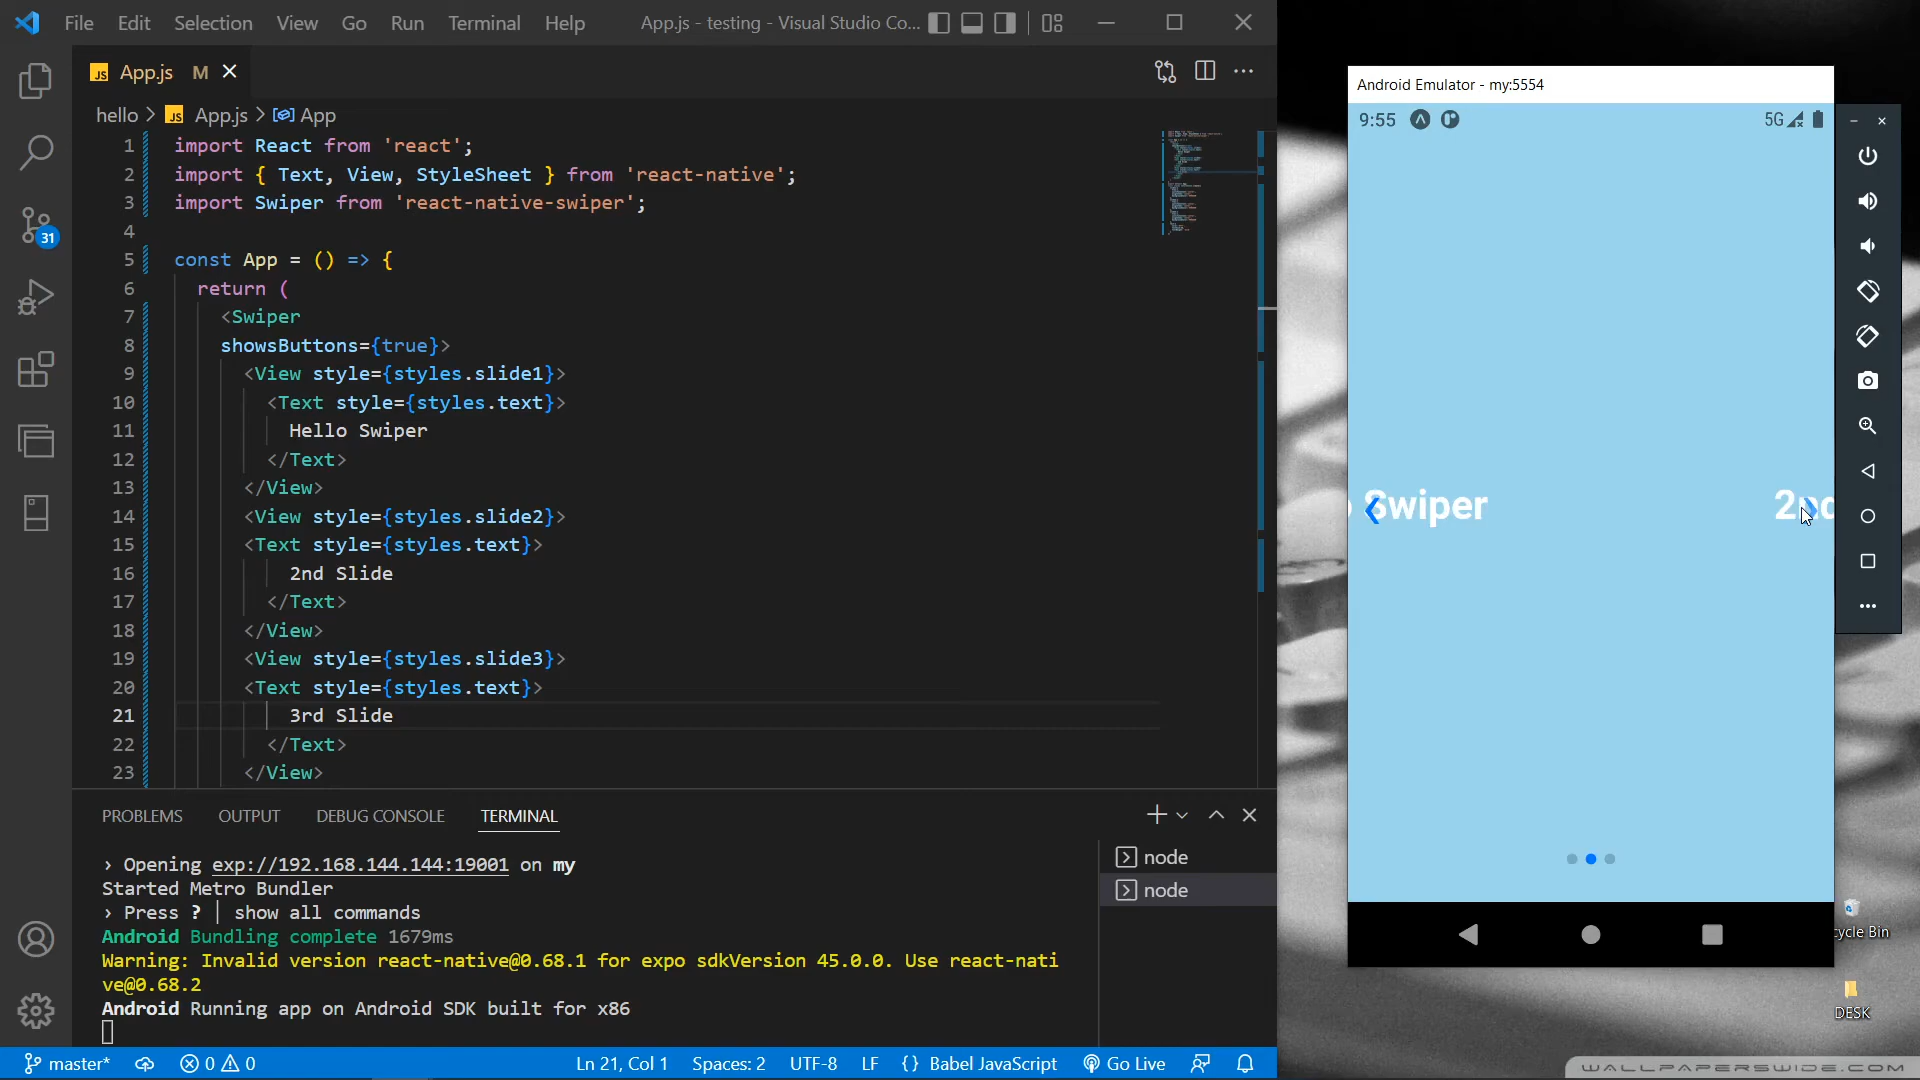 File Edit Selection View Go Run Terminal Help App.js - testing - Visual Studio Co...
JS App.js M
hello > JS App.js > App
1 import React from 'react';
2 import { Text, View, StyleSheet } from 'react-native';
3 import Swiper from 'react-native-swiper';
4
5 const App = () => {
6 return (
7 <Swiper
8 showsButtons={true}>
9 <View style={styles.slide1}>
10 <Text style={styles.text}>
11 Hello Swiper
12 </Text>
13 </View>
14 <View style={styles.slide2}>
15 <Text style={styles.text}>
16 2nd Slide
17 </Text>
18 </View>
19 <View style={styles.slide3}>
20 <Text style={styles.text}>
21 3rd Slide
22 </Text>
23 </View>
31
PROBLEMS OUTPUT DEBUG CONSOLE TERMINAL
› Opening exp://192.168.144.144:19001 on my
Started Metro Bundler
› Press ? │ show all commands
Android Bundling complete 1679ms
Warning: Invalid version react-native@0.68.1 for expo sdkVersion 45.0.0. Use react-nati
ve@0.68.2
Android Running app on Android SDK built for x86
node
node
master* 0 0 Ln 21, Col 1 Spaces: 2 UTF-8 LF {} Babel JavaScript Go Live
Android Emulator - my:5554
9:55 5G
o Swiper 2nd
cycle Bin
DESK
WALLPAPERSWIDE.COM